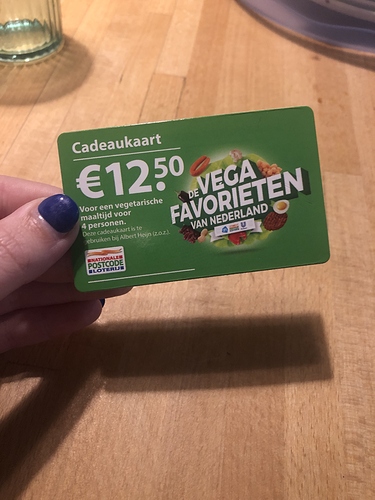 Cadeaukaart
€12.50
Voor een vegetarische
maaltijd voor
4 personen.
Deze cadeaukaart is te
gebruiken bij Albert Heijn (z.o.z.).
NATIONALE
POSTCODE
LOTERIJ
DE
VEGA
FAVORIETEN
VAN NEDERLAND